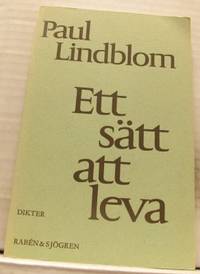 Paul
Lindblom
Ett
sätt
att
leva
DIKTER
RABÉN & SJÖGREN